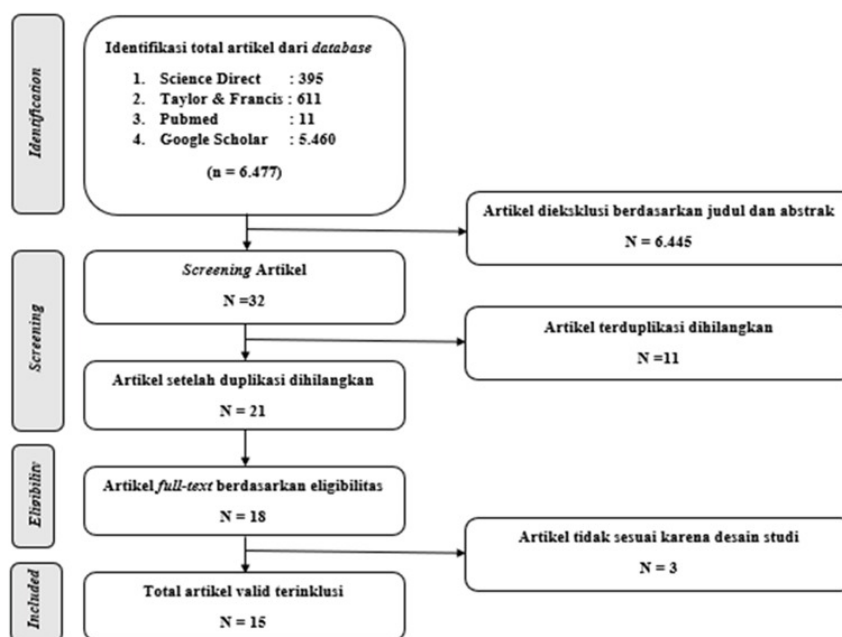 Identification
Identifikasi total artikel dari database
1. Science Direct : 395
2. Taylor & Francis : 611
3. Pubmed : 11
4. Google Scholar : 5.460
(n = 6.477)
Artikel dieksklusi berdasarkan judul dan abstrak
N = 6.445
Screening
Screening Artikel
N =32
Artikel terduplikasi dihilangkan
N =11
Artikel setelah duplikasi dihilangkan
N = 21
Eligibility
Artikel full-text berdasarkan eligibilitas
N = 18
Artikel tidak sesuai karena desain studi
N = 3
Included
Total artikel valid terinklusi
N = 15